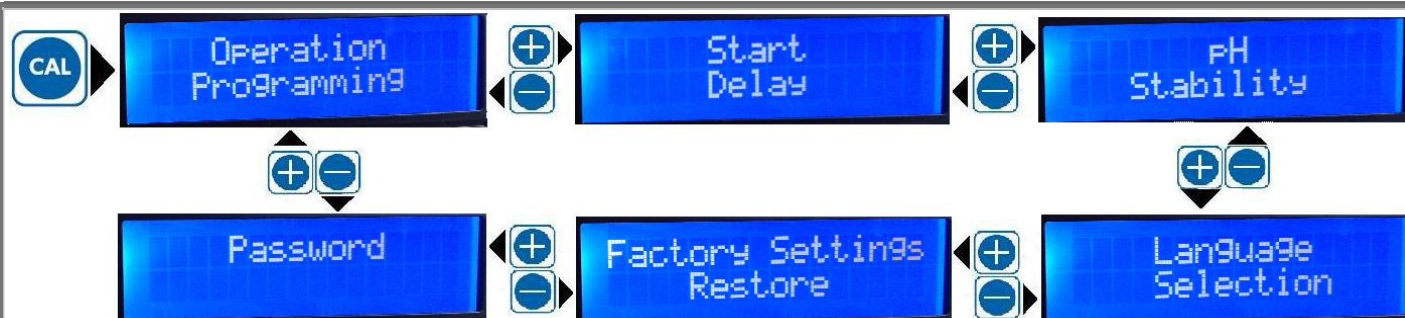 CAL
Operation
Programming
Start
Delay
pH
Stability
Password
Factory Settings
Restore
Language
Selection